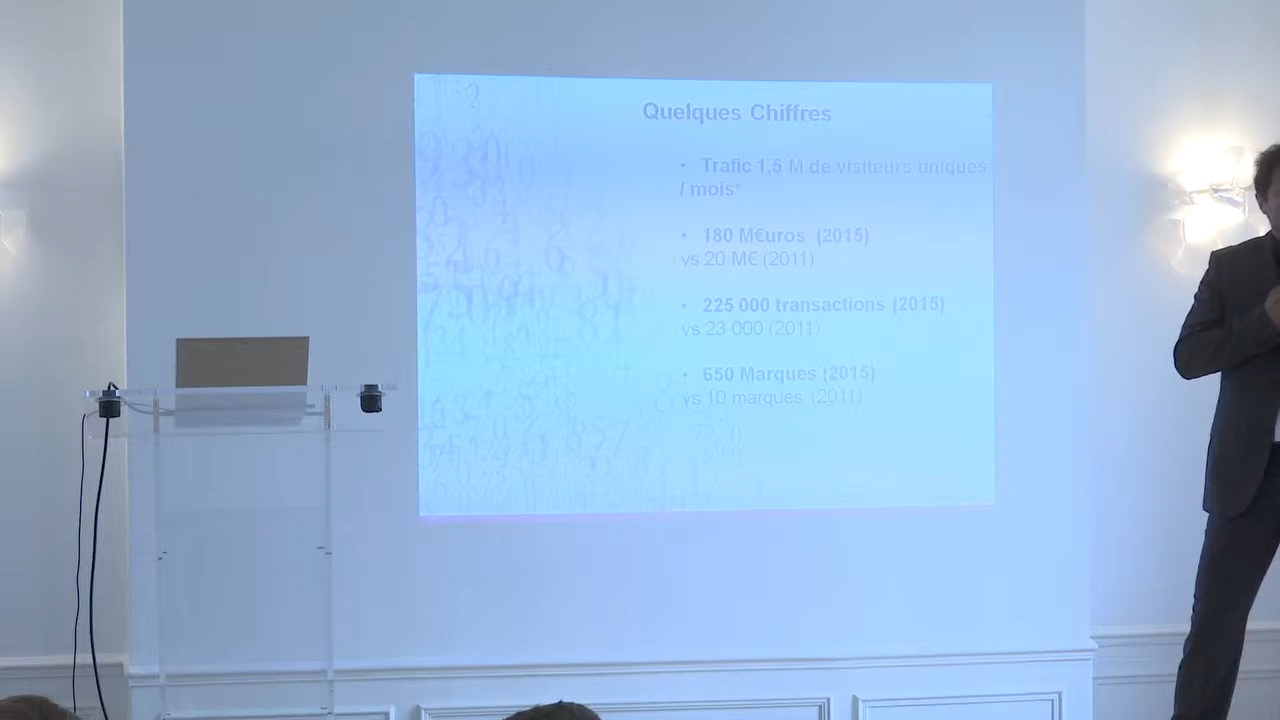 Quelques Chiffres
• Trafic 1,5 M de visiteurs uniques
/ mois
• 180 M€uros (2015)
vs 20 M€ (2011)
• 225 000 transactions (2015)
vs 23 000 (2011)
• 650 Marques (2015)
vs 10 marques (2011)